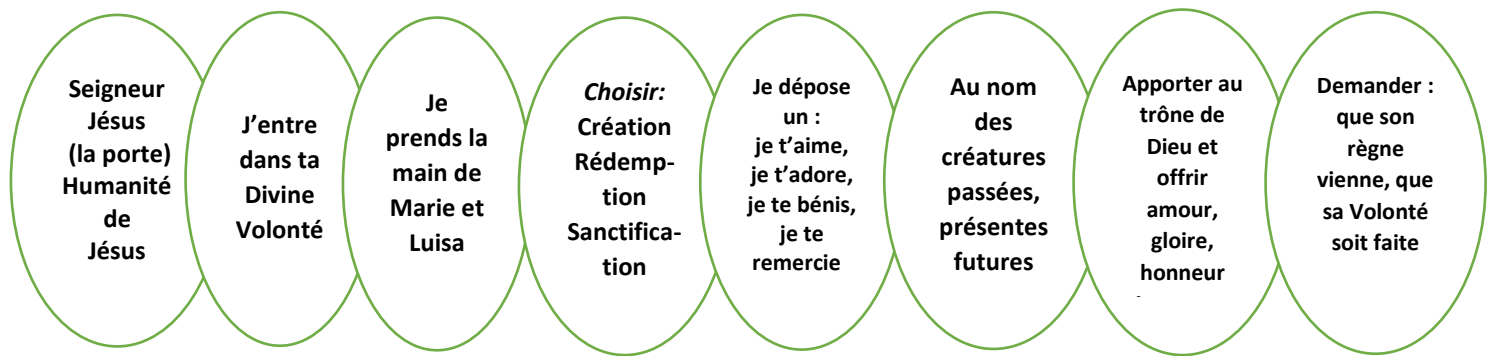 Seigneur
Jésus
(la porte)
Humanité
de
Jésus
J’entre
dans ta
Divine
Volonté
Je
prends la
main de
Marie et
Luisa
Choisir:
Création
Rédemp-
tion
Sanctifica-
tion
Je dépose
un :
je t’aime,
je t’adore,
je te bénis,
je te
remercie
Au nom
des
créatures
passées,
présentes
futures
Apporter au
trône de
Dieu et
offrir
amour,
gloire,
honneur
Demander :
que son
règne
vienne, que
sa Volonté
soit faite